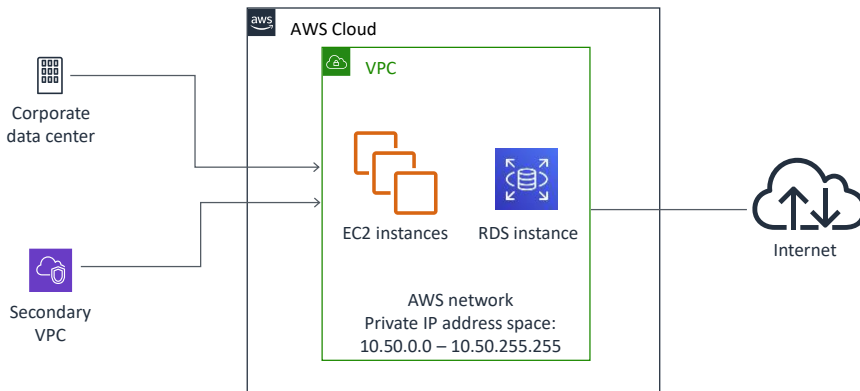 aws
AWS Cloud
VPC
Corporate
data center
EC2 instances
RDS instance
Internet
Secondary
VPC
AWS network
Private IP address space:
10.50.0.0 – 10.50.255.255